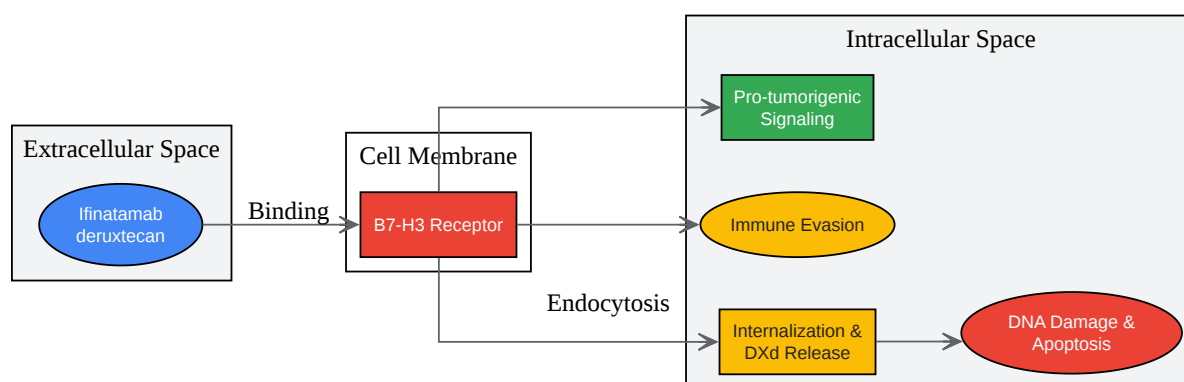 Extracellular Space
Ifinatamab
deruxtecan
Binding
Cell Membrane
B7-H3 Receptor
Endocytosis
Intracellular Space
Pro-tumorigenic
Signaling
Immune Evasion
Internalization &
DXd Release
DNA Damage &
Apoptosis